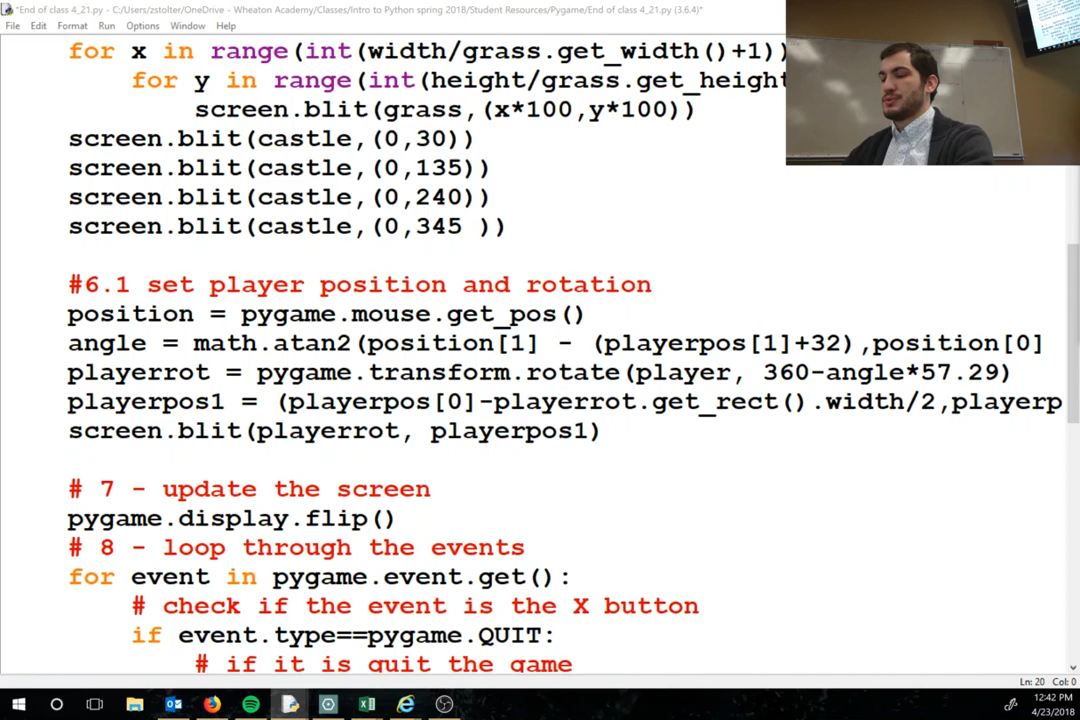 *End of class 4_21.py - C:/Users/zstolter/OneDrive - Wheaton Academy/Classes/Intro to Python spring 2018/Student Resources/Pygame/End of class 4_21.py (3.6.4)*
File Edit Format Run Options Window Help
for x in range(int(width/grass.get_width()+1))
for y in range(int(height/grass.get_height
screen.blit(grass,(x*100,y*100))
screen.blit(castle,(0,30))
screen.blit(castle,(0,135))
screen.blit(castle,(0,240))
screen.blit(castle,(0,345 ))
#6.1 set player position and rotation
position = pygame.mouse.get_pos()
angle = math.atan2(position[1] - (playerpos[1]+32),position[0]
playerrot = pygame.transform.rotate(player, 360-angle*57.29)
playerpos1 = (playerpos[0]-playerrot.get_rect().width/2,playerp
screen.blit(playerrot, playerpos1)
# 7 - update the screen
pygame.display.flip()
# 8 - loop through the events
for event in pygame.event.get():
# check if the event is the X button
if event.type==pygame.QUIT:
# if it is quit the game
Ln: 20 Col: 0
12:42 PM
4/23/2018